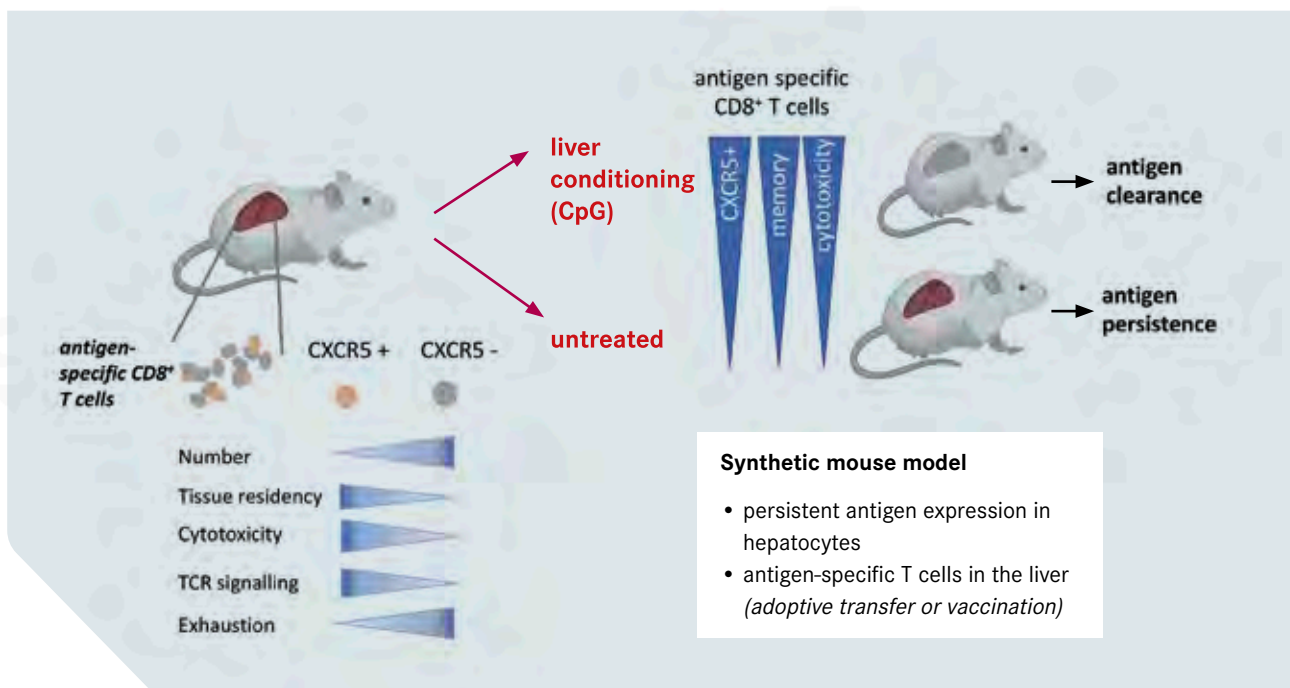 antigen specific
CD8⁺ T cells
liver
conditioning
(CpG)
CXCR5+
memory
cytotoxicity
antigen
clearance
untreated
antigen
persistence
antigen-
specific CD8⁺
T cells
CXCR5 +
CXCR5 -
Number
Tissue residency
Cytotoxicity
TCR signalling
Exhaustion
Synthetic mouse model
• persistent antigen expression in
hepatocytes
• antigen-specific T cells in the liver
(adoptive transfer or vaccination)